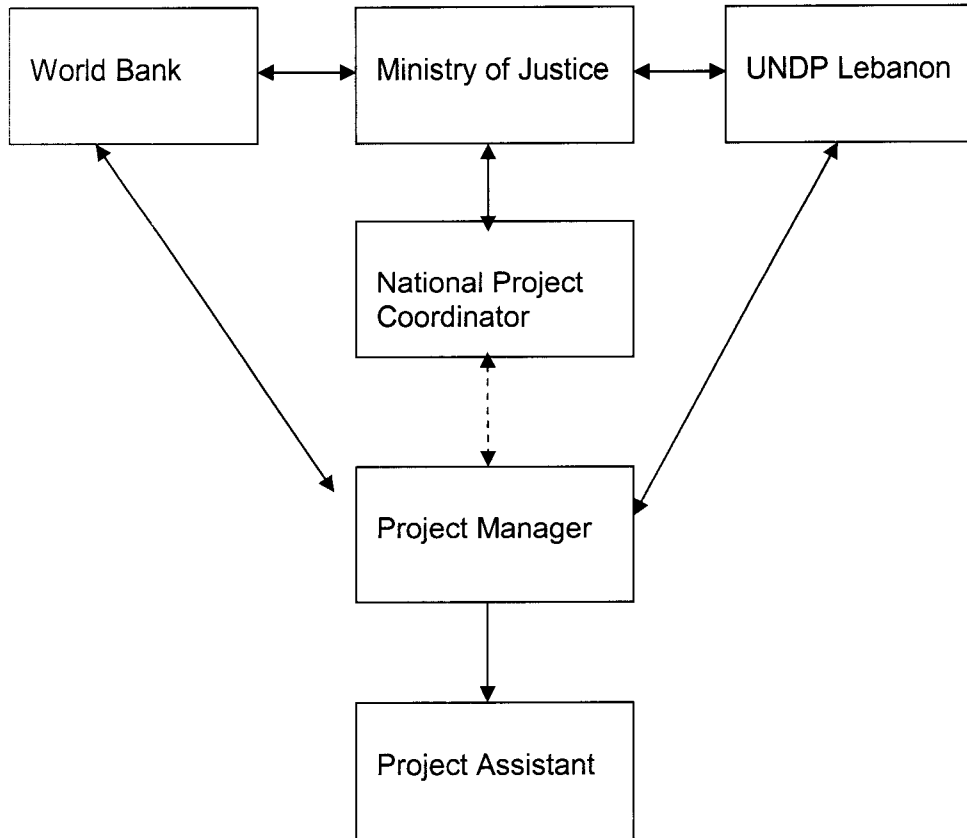 World Bank
Ministry of Justice
UNDP Lebanon
National Project
Coordinator
Project Manager
Project Assistant